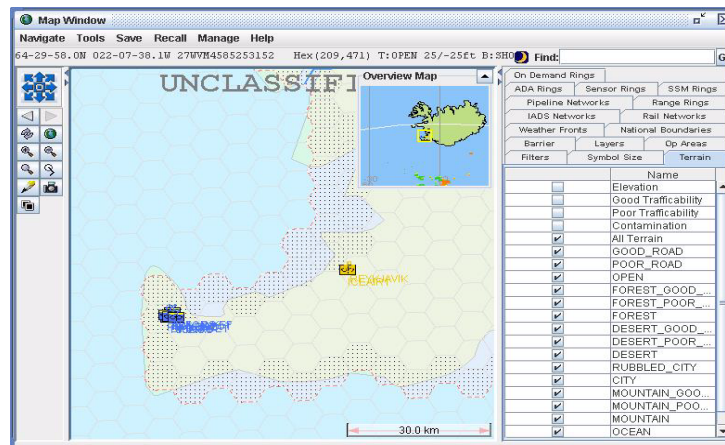 Map Window
Navigate Tools Save Recall Manage Help
64-29-58.0N 022-07-38.1W 27WVM4585253152 Hex(209,471) T:OPEN 25/-25ft B:SHO
Find:
UNCLASSIFI
Overview Map
30.0 km
On Demand Rings
ADA Rings Sensor Rings SSM Rings
Pipeline Networks Range Rings
IADS Networks Rail Networks
Weather Fronts National Boundaries
Barrier Layers Op Areas
Filters Symbol Size Terrain
Name
Elevation
Good Trafficability
Poor Trafficability
Contamination
All Terrain
GOOD_ROAD
POOR_ROAD
OPEN
FOREST_GOOD_...
FOREST_POOR_...
FOREST
DESERT_GOOD_...
DESERT_POOR_...
DESERT
RUBBLED_CITY
CITY
MOUNTAIN_GOO...
MOUNTAIN_POO...
MOUNTAIN
OCEAN